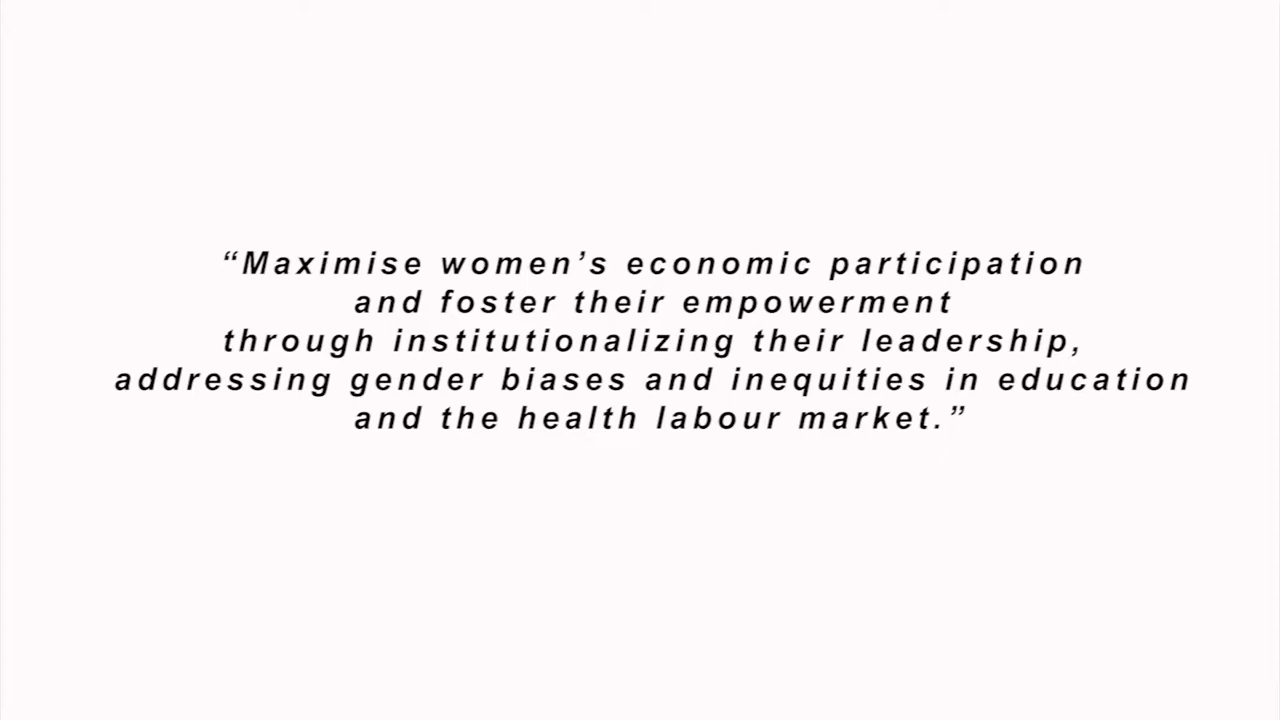 “Maximise women’s economic participation
and foster their empowerment
through institutionalizing their leadership,
addressing gender biases and inequities in education
and the health labour market.”